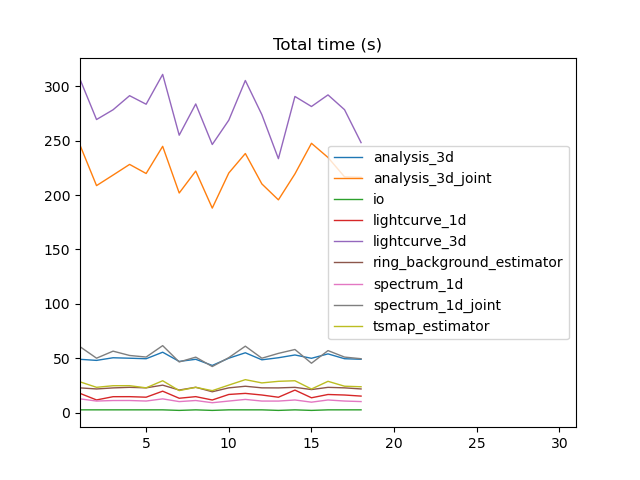 Total time (s)
300
250
200
150
100
50
0
analysis_3d
analysis_3d_joint
io
lightcurve_1d
lightcurve_3d
ring_background_estimator
spectrum_1d
spectrum_1d_joint
tsmap_estimator
5 10 15 20 25 30